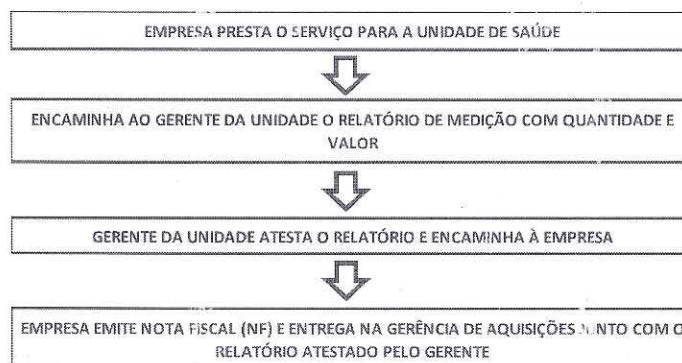 EMPRESA PRESTA O SERVIÇO PARA A UNIDADE DE SAÚDE
ENCAMINHA AO GERENTE DA UNIDADE O RELATÓRIO DE MEDIÇÃO COM QUANTIDADE E
VALOR
GERENTE DA UNIDADE ATESTA O RELATÓRIO E ENCAMINHA À EMPRESA
EMPRESA EMITE NOTA FISCAL (NF) E ENTREGA NA GERÊNCIA DE AQUISIÇÕES JUNTO COM O
RELATÓRIO ATESTADO PELO GERENTE